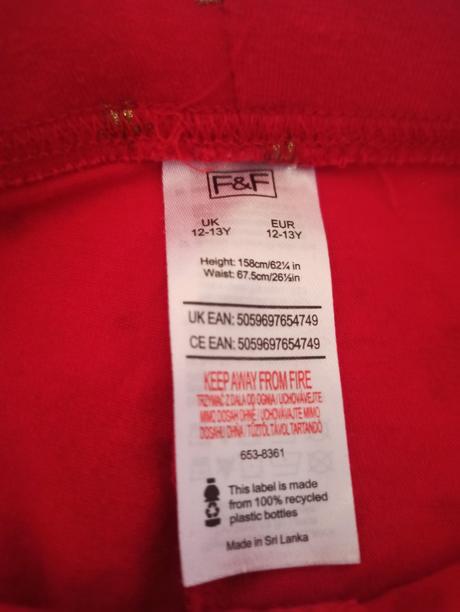 F&F
UK EUR
12-13Y 12-13Y
Height: 158cm/62¼ in
Waist: 67.5cm/26½in
UK EAN: 5059697654749
CE EAN: 5059697654749
KEEP AWAY FROM FIRE
TRZYMAĆ Z DALA OD OGNIA / UCHOVÁVEJTE
MIMO DOSAH OHNĚ / UCHOVÁVAJTE MIMO
DOSAHU OHŇA / TŰZTŐL TÁVOL TARTANDÓ
653-8361
This label is made
from 100% recycled
plastic bottles
Made in Sri Lanka